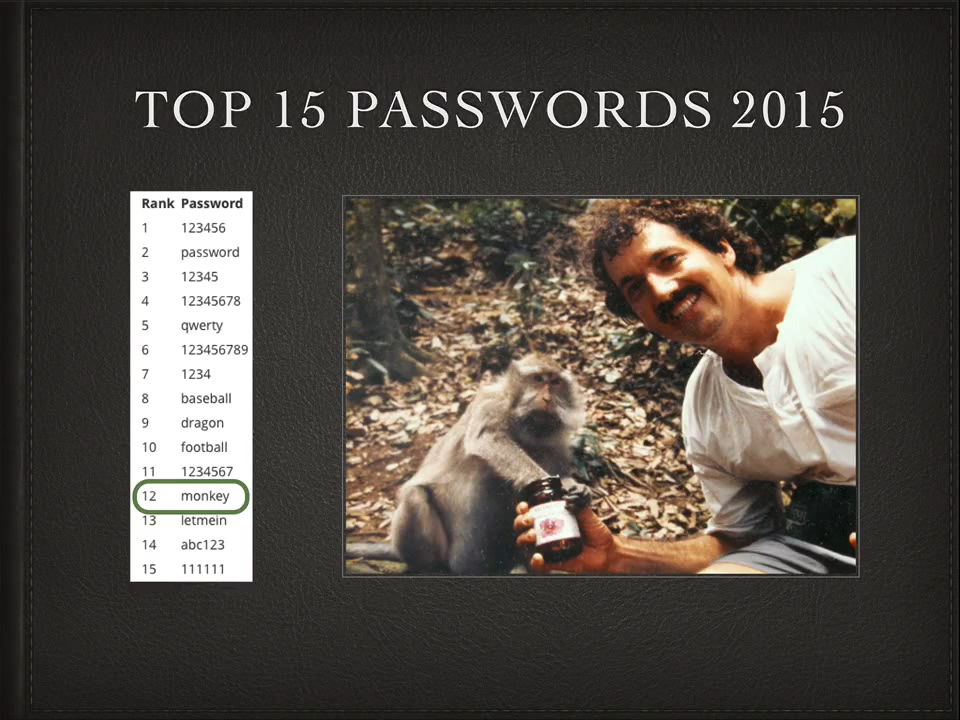 TOP 15 PASSWORDS 2015
Rank Password
1 123456
2 password
3 12345
4 12345678
5 qwerty
6 123456789
7 1234
8 baseball
9 dragon
10 football
11 1234567
12 monkey
13 letmein
14 abc123
15 111111